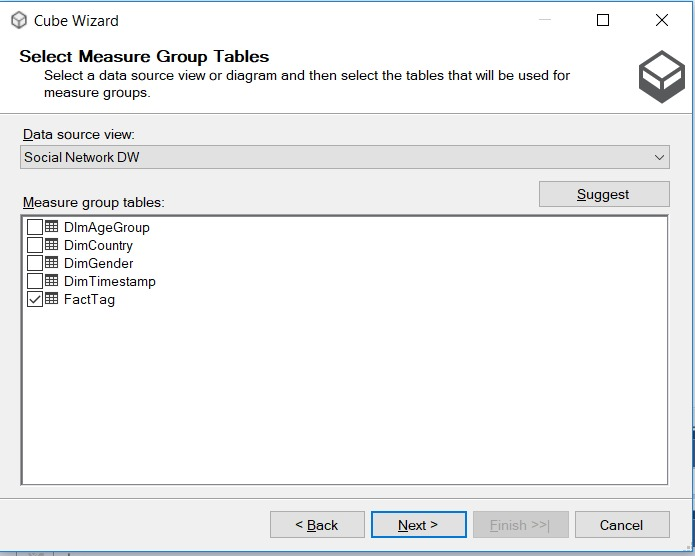 Cube Wizard
Select Measure Group Tables
Select a data source view or diagram and then select the tables that will be used for
measure groups.
Data source view:
Social Network DW
Suggest
Measure group tables:
DImAgeGroup
DimCountry
DimGender
DimTimestamp
FactTag
< Back
Next >
Finish >>|
Cancel